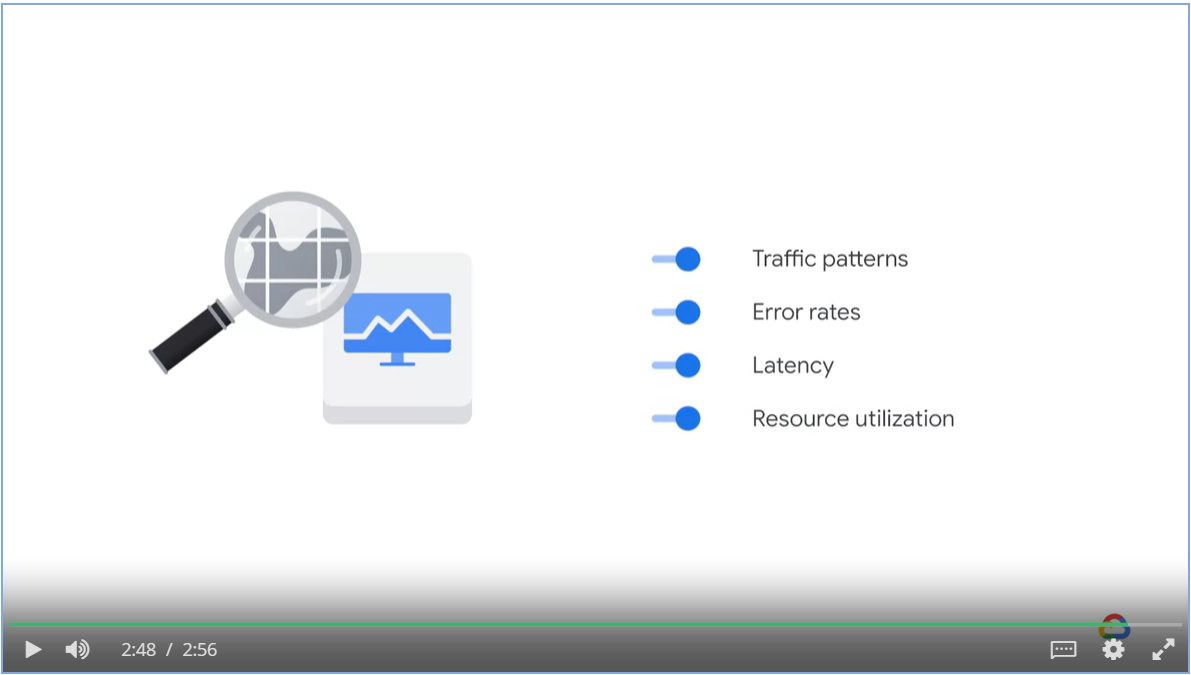 Traffic patterns
Error rates
Latency
Resource utilization
2:48 / 2:56